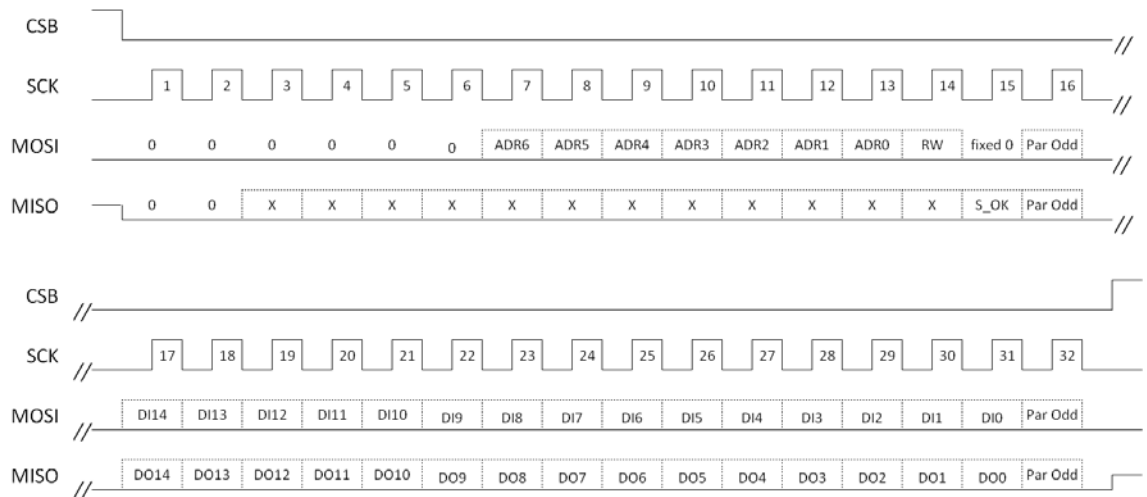 CSB //
SCK 1 2 3 4 5 6 7 8 9 10 11 12 13 14 15 16 //
MOSI 0 0 0 0 0 0 ADR6 ADR5 ADR4 ADR3 ADR2 ADR1 ADR0 RW fixed 0 Par Odd //
MISO 0 0 X X X X X X X X X X X X S_OK Par Odd //
CSB //
SCK // 17 18 19 20 21 22 23 24 25 26 27 28 29 30 31 32
MOSI // DI14 DI13 DI12 DI11 DI10 DI9 DI8 DI7 DI6 DI5 DI4 DI3 DI2 DI1 DI0 Par Odd
MISO // DO14 DO13 DO12 DO11 DO10 DO9 DO8 DO7 DO6 DO5 DO4 DO3 DO2 DO1 DO0 Par Odd